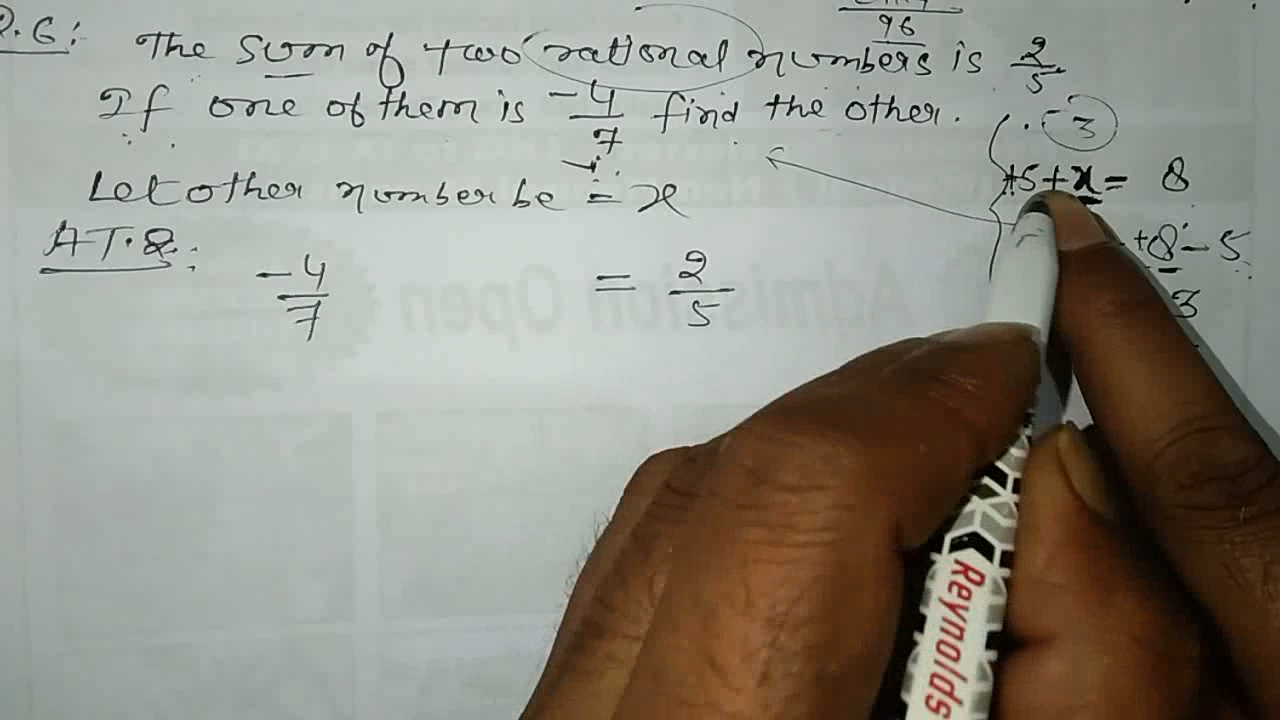 Q.6: The sum of two rational numbers is 2/5
If one of them is -4/7 find the other.
Let other number be = x
A.T.Q.:
-4/7 = 2/5
96
3
+5+x = 8
+8-5
3
Reynolds